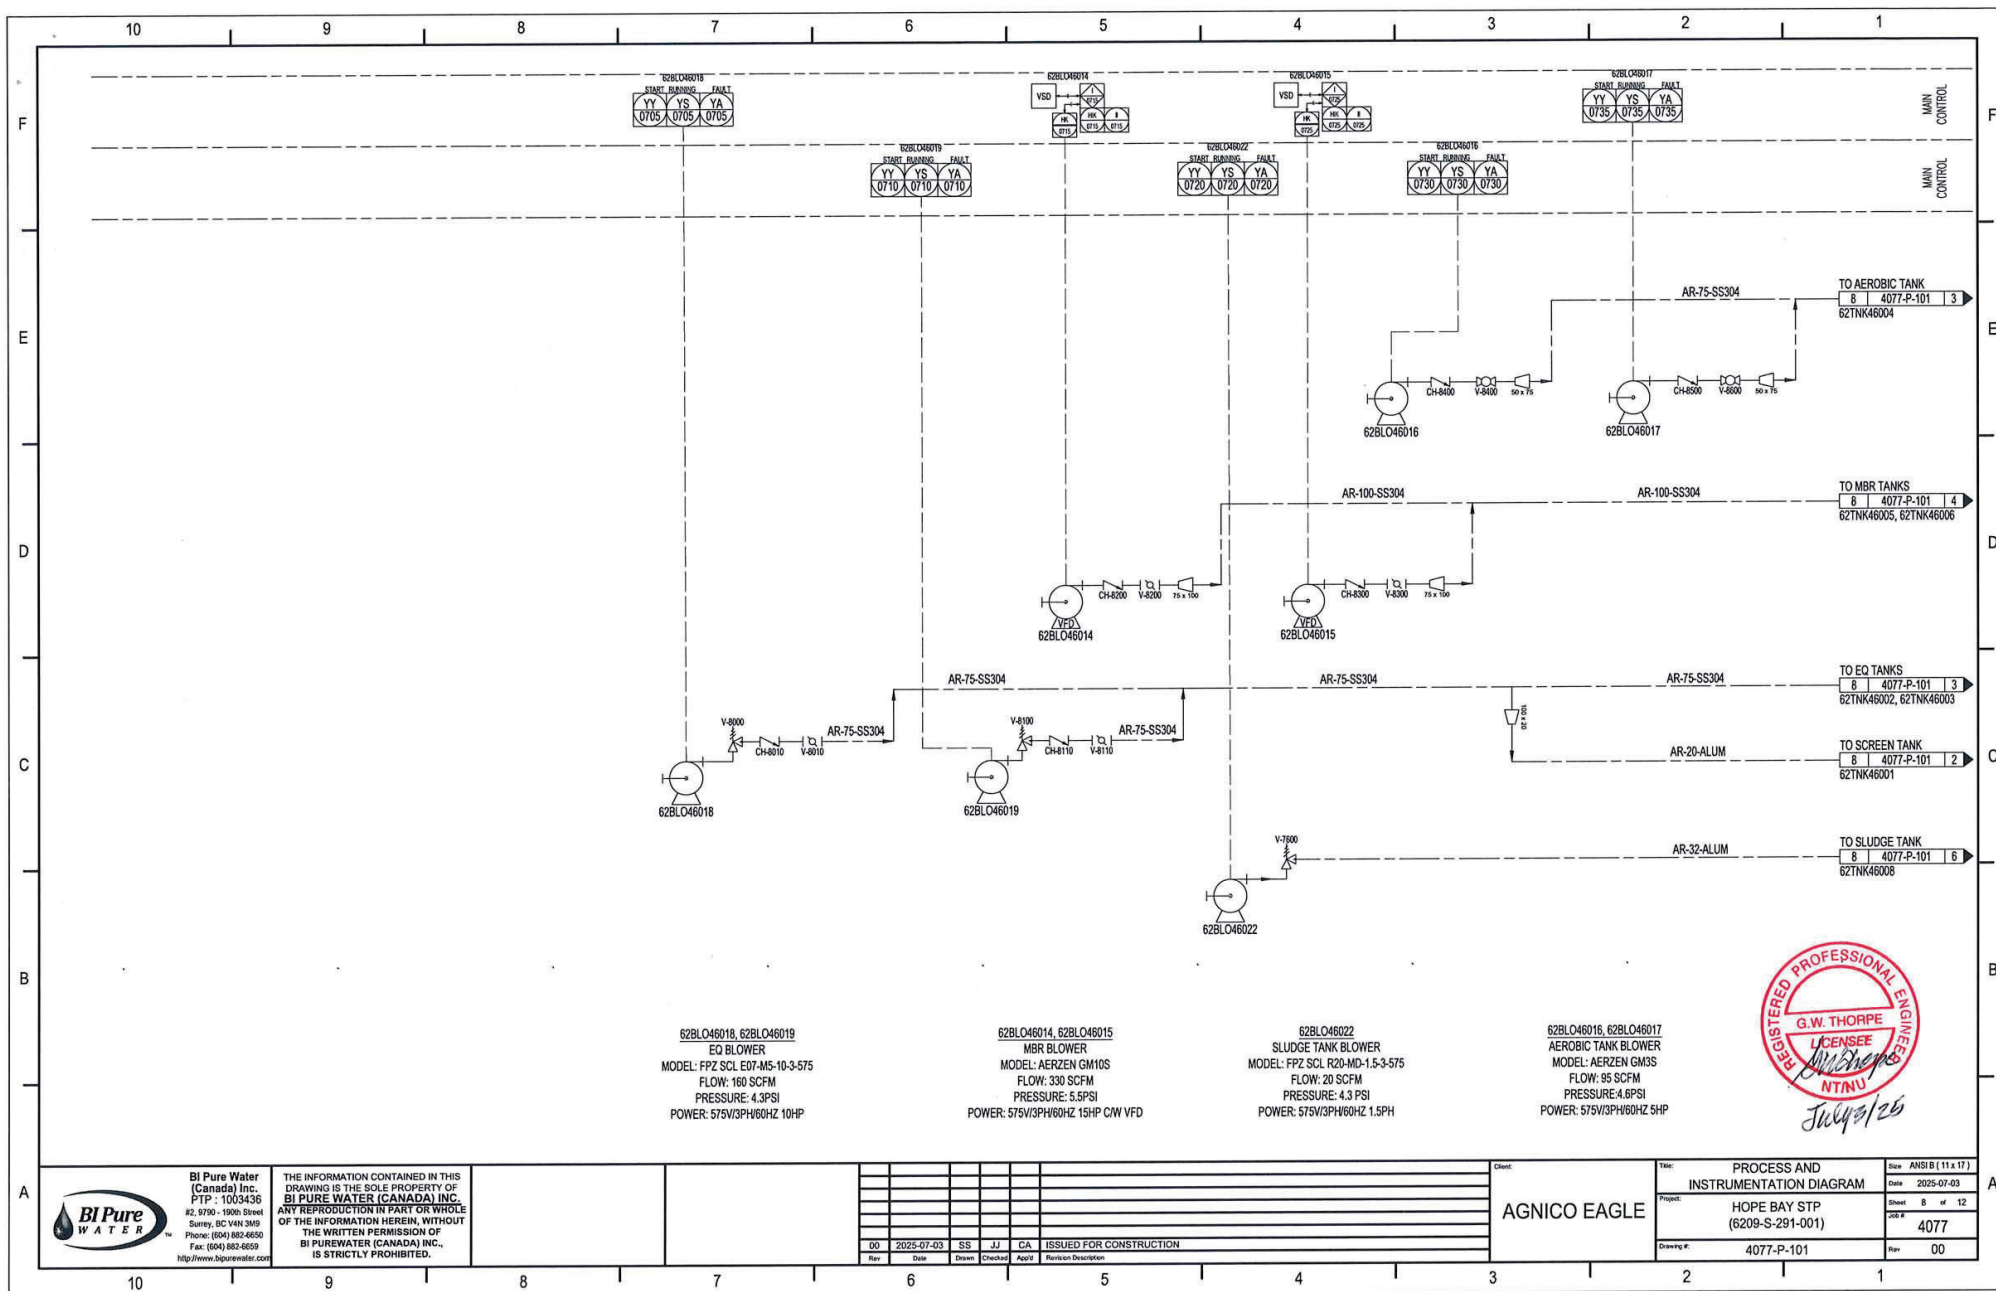 10 9 8 7 6 5 4 3 2 1
F
62BLO46018
START RUNNING FAULT
YY YS YA
0705 0705 0705
62BLO46014
VSD I
0715
HK HIK II
0715 0715 0715
62BLO46015
VSD I
0725
HK HIK II
0725 0725 0725
62BLO46017
START RUNNING FAULT
YY YS YA
0735 0735 0735
MAIN
CONTROL
F
62BLO46019
START RUNNING FAULT
YY YS YA
0710 0710 0710
62BLO46022
START RUNNING FAULT
YY YS YA
0720 0720 0720
62BLO46016
START RUNNING FAULT
YY YS YA
0730 0730 0730
MAIN
CONTROL
E
AR-75-SS304
TO AEROBIC TANK
8 4077-P-101 3
62TNK46004
E
CH-8400 V-8400 50 x 75
62BLO46016
CH-8500 V-8600 50 x 75
62BLO46017
D
AR-100-SS304
AR-100-SS304
TO MBR TANKS
8 4077-P-101 4
62TNK46005, 62TNK46006
D
CH-8200 V-8200 75 x 100
VFD
62BLO46014
CH-8300 V-8300 75 x 100
VFD
62BLO46015
AR-75-SS304
AR-75-SS304
AR-75-SS304
TO EQ TANKS
8 4077-P-101 3
62TNK46002, 62TNK46003
C
V-8000
CH-8010 V-8010
AR-75-SS304
62BLO46018
V-8100
CH-8110 V-8110
AR-75-SS304
62BLO46019
100 x 20
AR-20-ALUM
TO SCREEN TANK
8 4077-P-101 2
62TNK46001
C
V-7600
AR-32-ALUM
TO SLUDGE TANK
8 4077-P-101 6
62TNK46008
62BLO46022
B
B
62BLO46018, 62BLO46019
EQ BLOWER
MODEL: FPZ SCL E07-M5-10-3-575
FLOW: 160 SCFM
PRESSURE: 4.3PSI
POWER: 575V/3PH/60HZ 10HP
62BLO46014, 62BLO46015
MBR BLOWER
MODEL: AERZEN GM10S
FLOW: 330 SCFM
PRESSURE: 5.5PSI
POWER: 575V/3PH/60HZ 15HP C/W VFD
62BLO46022
SLUDGE TANK BLOWER
MODEL: FPZ SCL R20-MD-1.5-3-575
FLOW: 20 SCFM
PRESSURE: 4.3 PSI
POWER: 575V/3PH/60HZ 1.5PH
62BLO46016, 62BLO46017
AEROBIC TANK BLOWER
MODEL: AERZEN GM3S
FLOW: 95 SCFM
PRESSURE:4.6PSI
POWER: 575V/3PH/60HZ 5HP
REGISTERED PROFESSIONAL ENGINEER
G.W. THORPE
LICENSEE
NT/NU
July 3/25
A
BI Pure
WATER
TM
BI Pure Water
(Canada) Inc.
PTP : 1003436
#2, 9790 - 190th Street
Surrey, BC V4N 3M9
Phone: (604) 882-6650
Fax: (604) 882-6659
http://www.bipurewater.com
THE INFORMATION CONTAINED IN THIS
DRAWING IS THE SOLE PROPERTY OF
BI PURE WATER (CANADA) INC.
ANY REPRODUCTION IN PART OR WHOLE
OF THE INFORMATION HEREIN, WITHOUT
THE WRITTEN PERMISSION OF
BI PUREWATER (CANADA) INC.,
IS STRICTLY PROHIBITED.
00 2025-07-03 SS JJ CA ISSUED FOR CONSTRUCTION
Rev Date Drawn Checked App'd Revision Description
Client:
AGNICO EAGLE
Title:
PROCESS AND
INSTRUMENTATION DIAGRAM
Project:
HOPE BAY STP
(6209-S-291-001)
Drawing #:
4077-P-101
Size ANSI B ( 11 x 17 )
Date 2025-07-03
Sheet 8 of 12
Job #
4077
Rev 00
A
10 9 8 7 6 5 4 3 2 1